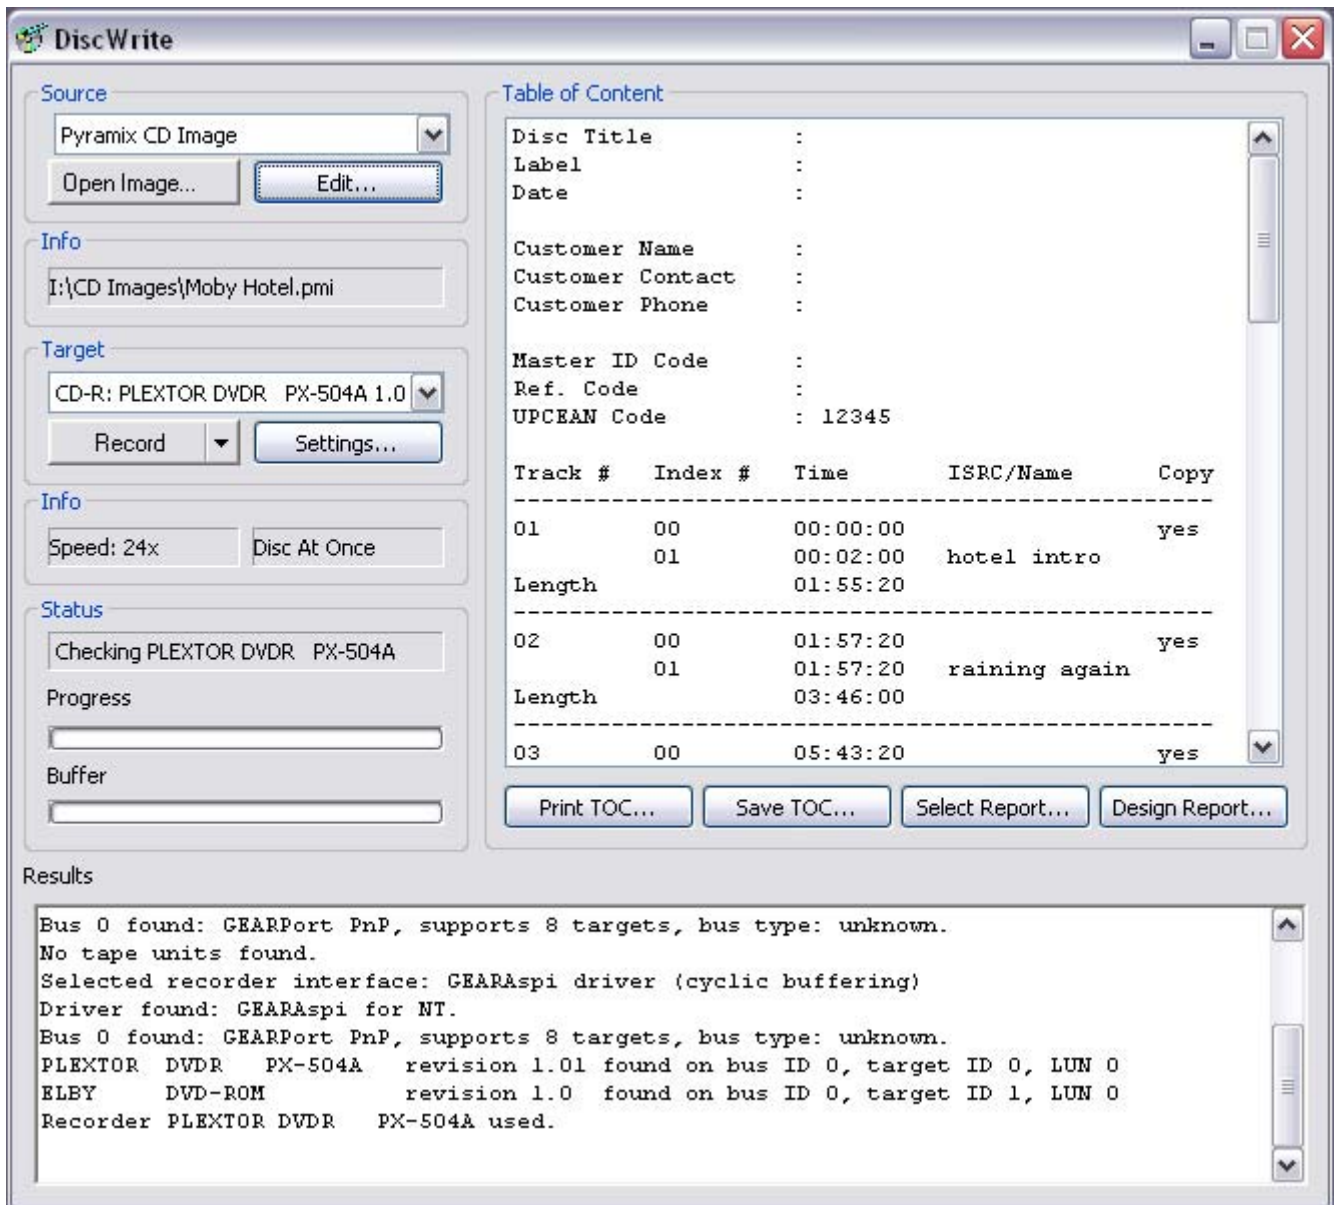 DiscWrite
Source
Pyramix CD Image
Open Image...    Edit...
Info
I:\CD Images\Moby Hotel.pmi
Target
CD-R: PLEXTOR DVDR   PX-504A 1.0
Record    Settings...
Info
Speed: 24x    Disc At Once
Status
Checking PLEXTOR DVDR   PX-504A
Progress
Buffer
Table of Content
Disc Title           :
Label                :
Date                 :
Customer Name        :
Customer Contact     :
Customer Phone       :
Master ID Code       :
Ref. Code            :
UPCEAN Code          : 12345
Track #   Index #   Time       ISRC/Name      Copy
--------------------------------------------------
01        00        00:00:00                  yes
          01        00:02:00   hotel intro
Length              01:55:20
--------------------------------------------------
02        00        01:57:20                  yes
          01        01:57:20   raining again
Length              03:46:00
--------------------------------------------------
03        00        05:43:20                  yes
Print TOC...    Save TOC...    Select Report...    Design Report...
Results
Bus 0 found: GEARPort PnP, supports 8 targets, bus type: unknown.
No tape units found.
Selected recorder interface: GEARAspi driver (cyclic buffering)
Driver found: GEARAspi for NT.
Bus 0 found: GEARPort PnP, supports 8 targets, bus type: unknown.
PLEXTOR  DVDR   PX-504A   revision 1.01 found on bus ID 0, target ID 0, LUN 0
ELBY     DVD-ROM          revision 1.0  found on bus ID 0, target ID 1, LUN 0
Recorder PLEXTOR DVDR   PX-504A used.